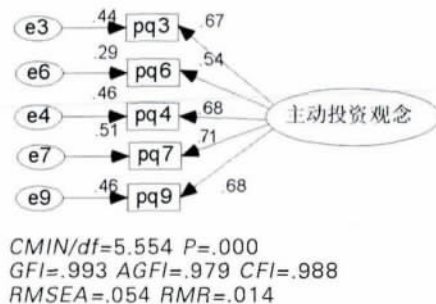 .44
e3 pq3 .67
.29
e6 pq6 .54
.46
e4 pq4 .68 主动投资观念
.51
e7 pq7 .71
.46
e9 pq9 .68
CMIN/df=5.554 P=.000
GFI=.993 AGFI=.979 CFI=.988
RMSEA=.054 RMR=.014